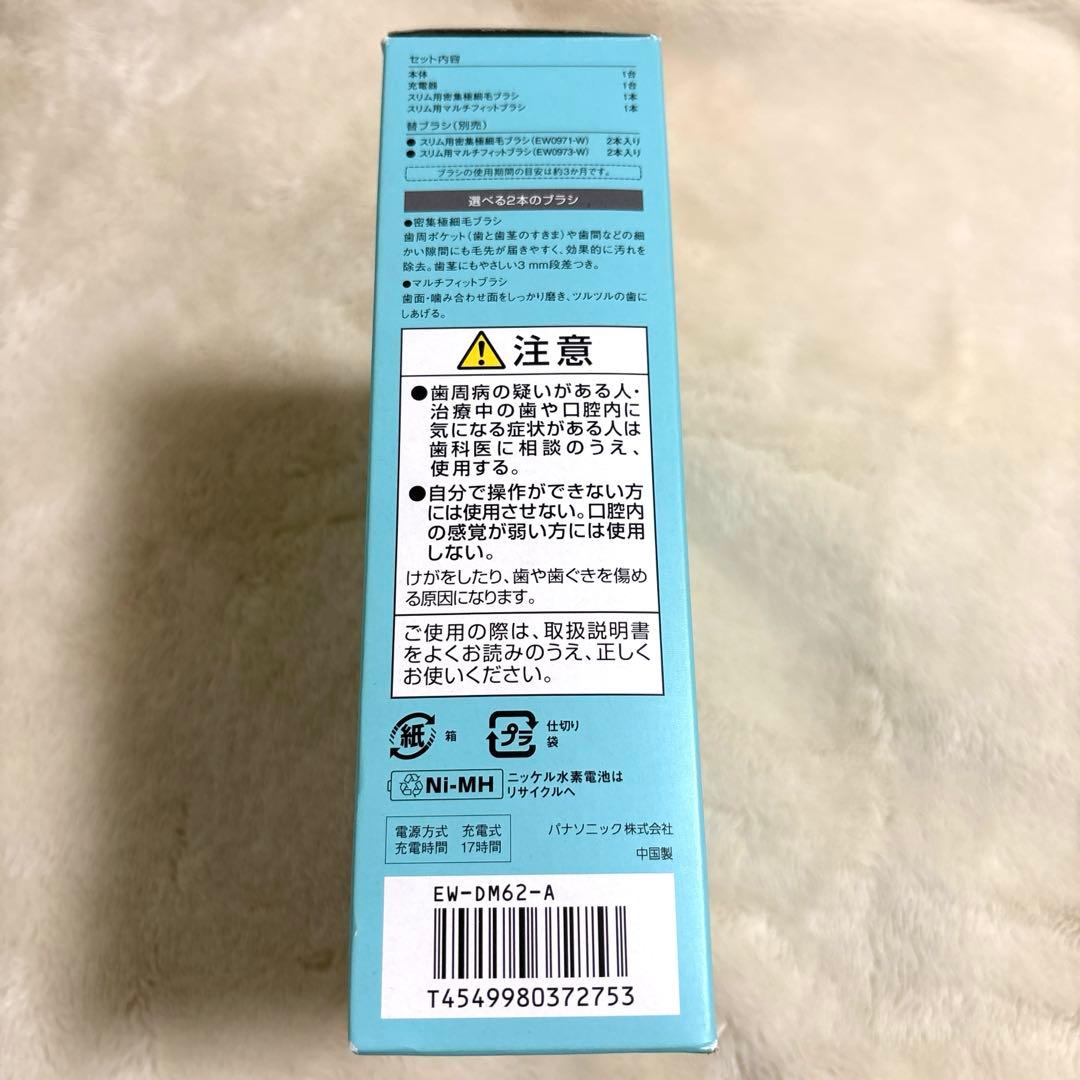 セット内容
本体 1台
充電器 1台
スリム用密集極細毛ブラシ 1本
スリム用マルチフィットブラシ 1本
替ブラシ(別売)
● スリム用密集極細毛ブラシ(EW0971-W) 2本入り
● スリム用マルチフィットブラシ(EW0973-W) 2本入り
ブラシの使用期間の目安は約3か月です。
選べる2本のブラシ
●密集極細毛ブラシ
歯周ポケット(歯と歯茎のすきま)や歯間などの細
かい隙間にも毛先が届きやすく、効果的に汚れを
除去。歯茎にもやさしい3 mm段差つき。
●マルチフィットブラシ
歯面・噛み合わせ面をしっかり磨き、ツルツルの歯に
しあげる。
注意
●歯周病の疑いがある人・
治療中の歯や口腔内に
気になる症状がある人は
歯科医に相談のうえ、
使用する。
●自分で操作ができない方
には使用させない。口腔内
の感覚が弱い方には使用
しない。
けがをしたり、歯や歯ぐきを傷め
る原因になります。
ご使用の際は、取扱説明書
をよくお読みのうえ、正しく
お使いください。
紙 箱
プラ 仕切り
袋
Ni-MH ニッケル水素電池は
リサイクルへ
電源方式 充電式
充電時間 17時間
パナソニック株式会社
中国製
EW-DM62-A
T4549980372753